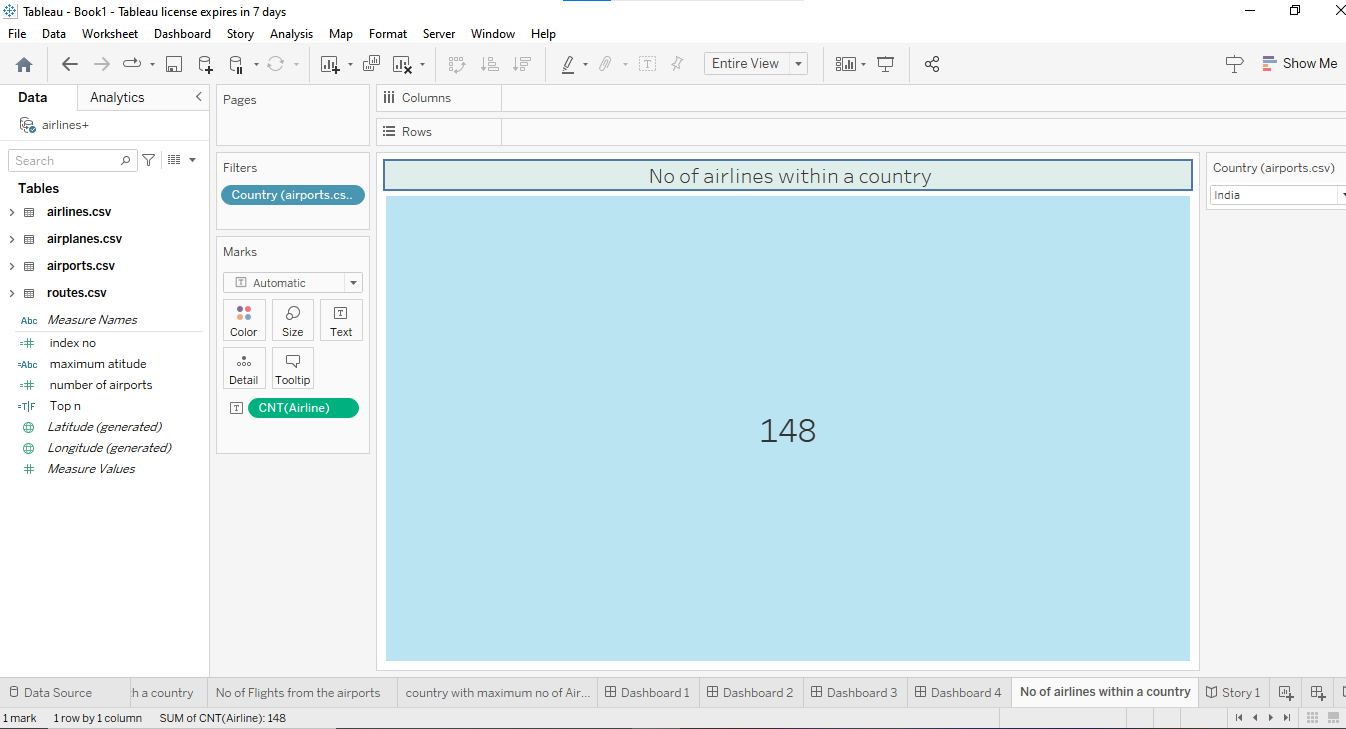 Tableau - Book1 - Tableau license expires in 7 days
File Data Worksheet Dashboard Story Analysis Map Format Server Window Help
Entire View
Show Me
Data Analytics
airlines+
Search
Tables
airlines.csv
airplanes.csv
airports.csv
routes.csv
Abc Measure Names
=# index no
=Abc maximum atitude
=# number of airports
=T|F Top n
Latitude (generated)
Longitude (generated)
# Measure Values
Pages
Filters
Country (airports.cs..
Marks
T Automatic
Color Size Text
Detail Tooltip
T CNT(Airline)
Columns
Rows
No of airlines within a country
148
Country (airports.csv)
India
Data Source h a country No of Flights from the airports country with maximum no of Air... Dashboard 1 Dashboard 2 Dashboard 3 Dashboard 4 No of airlines within a country Story 1
1 mark 1 row by 1 column SUM of CNT(Airline): 148